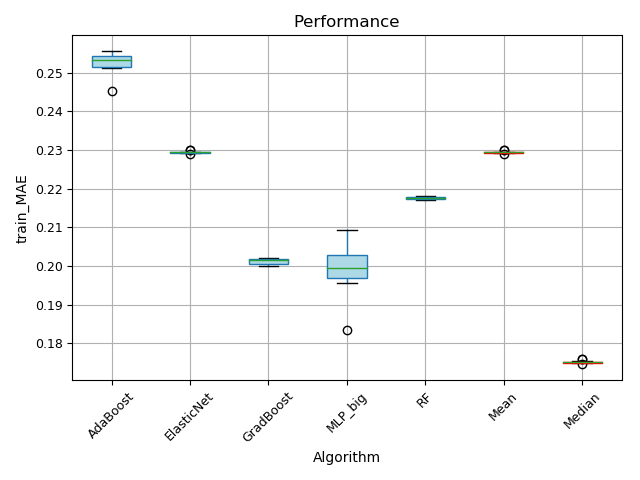 Performance
train_MAE
0.25
0.24
0.23
0.22
0.21
0.20
0.19
0.18
AdaBoost
ElasticNet
GradBoost
MLP_big
RF
Mean
Median
Algorithm